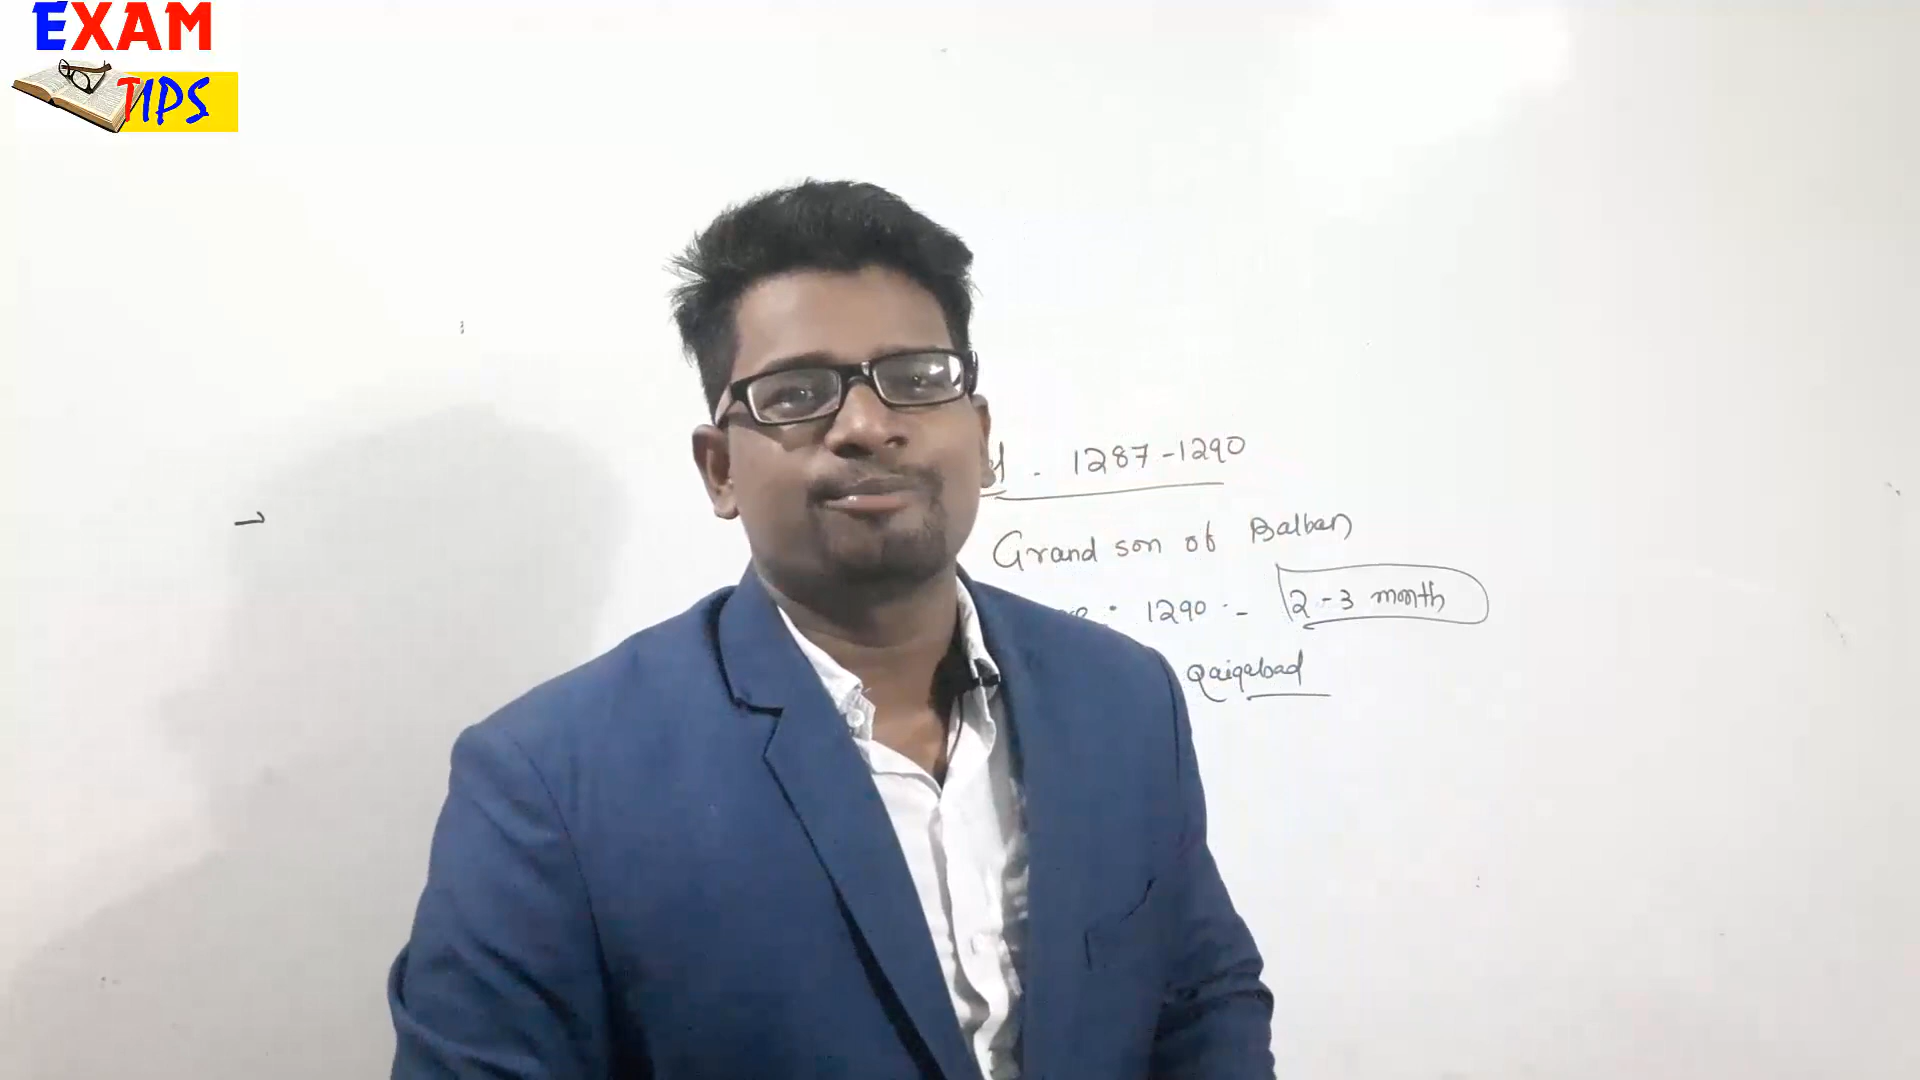 EXAM
TIPS
- 1287-1290
Grand son of Balban
: 1290 - 2-3 month
Qaiqabad